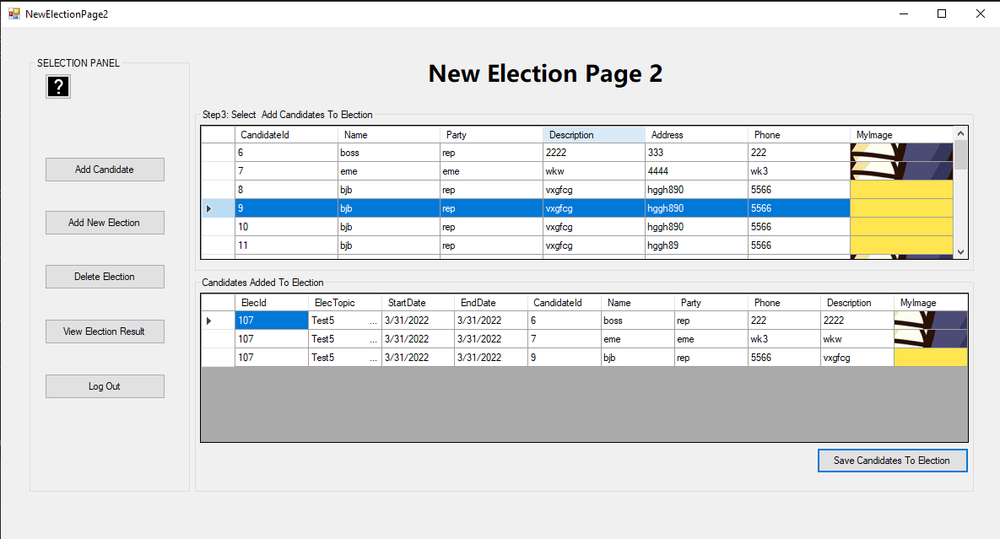 NewElectionPage2
SELECTION PANEL
?
Add Candidate
Add New Election
Delete Election
View Election Result
Log Out
New Election Page 2
Step3: Select  Add Candidates To Election
CandidateId Name Party Description Address Phone MyImage
6 boss rep 2222 333 222
7 eme eme wkw 4444 wk3
8 bjb rep vxgfcg hggh890 5566
9 bjb rep vxgfcg hggh890 5566
10 bjb rep vxgfcg hggh890 5566
11 bjb rep vxgfcg hggh89 5566
Candidates Added To Election
ElecId ElecTopic StartDate EndDate CandidateId Name Party Phone Description MyImage
107 Test5 ... 3/31/2022 3/31/2022 6 boss rep 222 2222
107 Test5 ... 3/31/2022 3/31/2022 7 eme eme wk3 wkw
107 Test5 ... 3/31/2022 3/31/2022 9 bjb rep 5566 vxgfcg
Save Candidates To Election